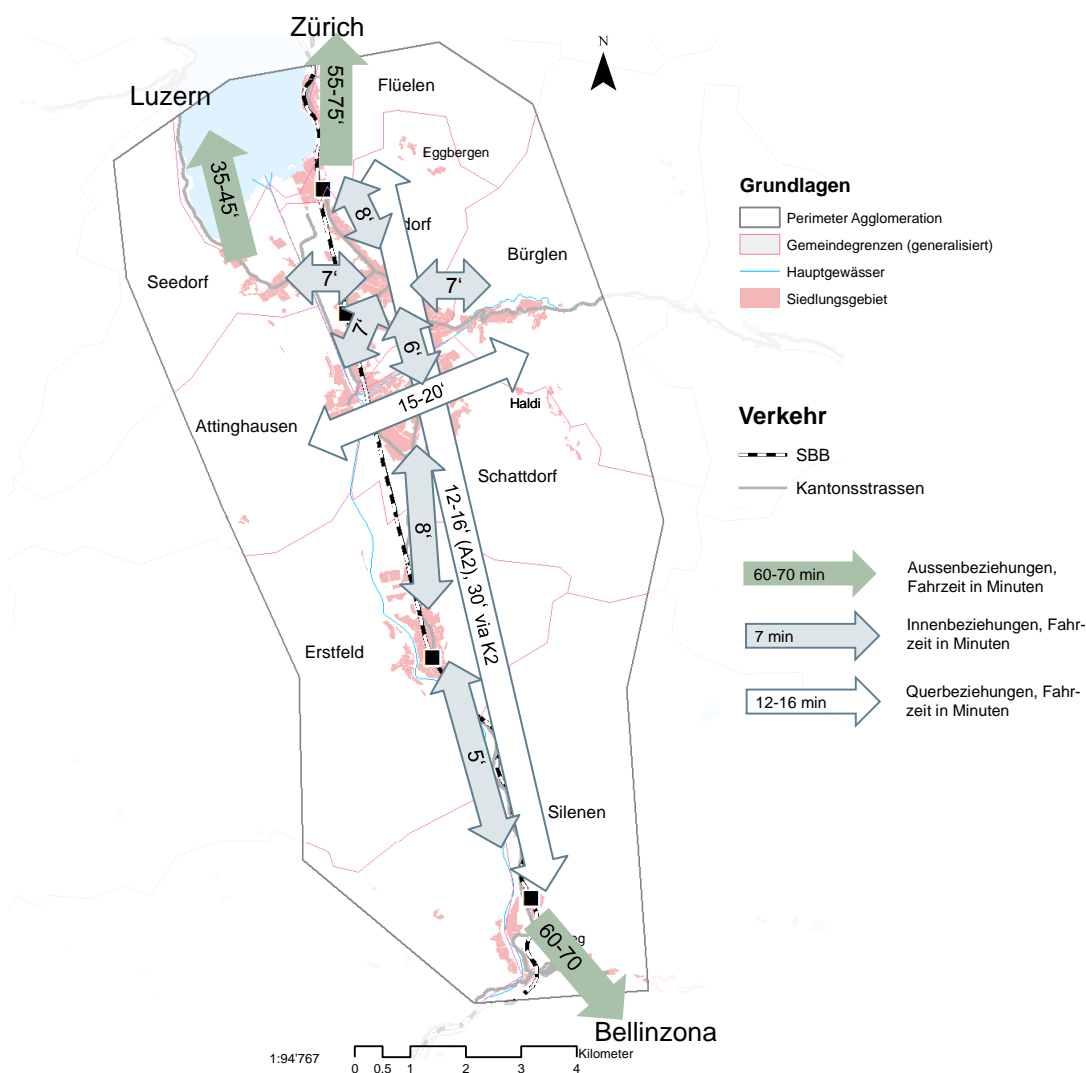 Zürich
Luzern
N
55-75‘
35-45‘
Flüelen
Eggbergen
8‘
dorf
Bürglen
Seedorf
7‘
7‘
7‘
6‘
15-20‘
Haldi
Attinghausen
Schattdorf
12-16‘ (A2), 30‘ via K2
8‘
Erstfeld
5‘
Silenen
60-70
eg
Bellinzona
Grundlagen
Perimeter Agglomeration
Gemeindegrenzen (generalisiert)
Hauptgewässer
Siedlungsgebiet
Verkehr
SBB
Kantonsstrassen
60-70 min
Aussenbeziehungen,
Fahrzeit in Minuten
7 min
Innenbeziehungen, Fahr-
zeit in Minuten
12-16 min
Querbeziehungen, Fahr-
zeit in Minuten
1:94'767
Kilometer
0 0.5 1 2 3 4